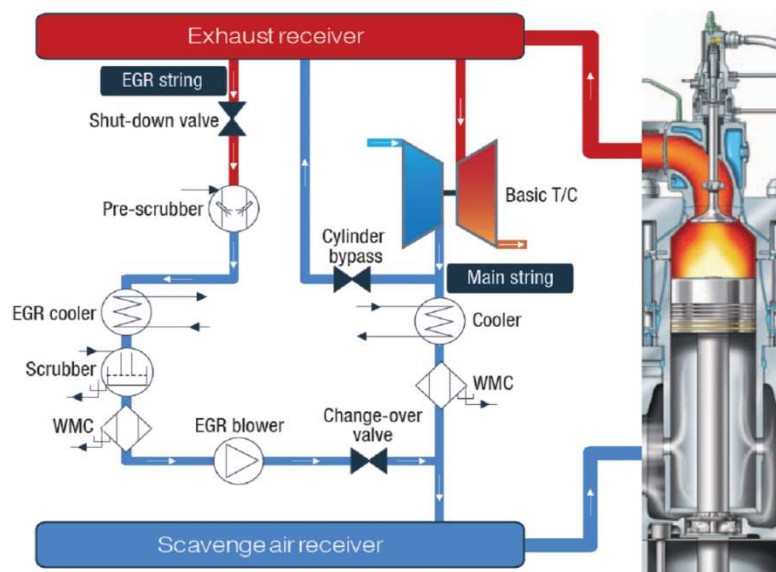 Exhaust receiver
EGR string
Shut-down valve
Pre-scrubber
Basic T/C
Cylinder
bypass
Main string
EGR cooler
Cooler
Scrubber
WMC
WMC
EGR blower
Change-over
valve
Scavenge air receiver